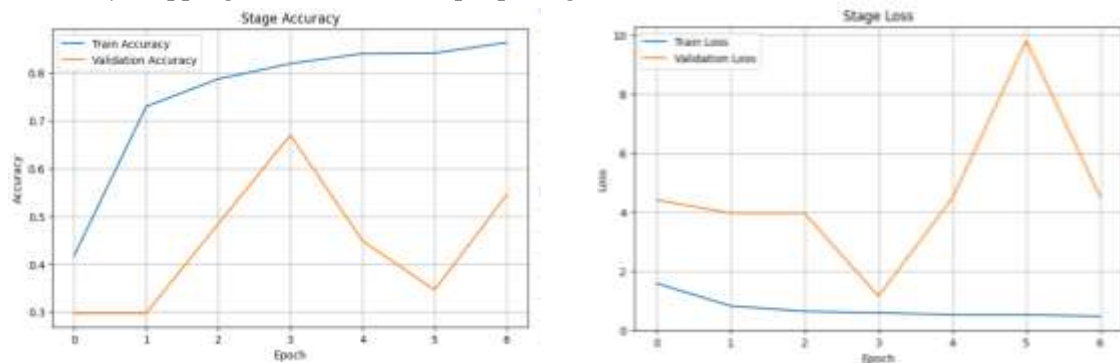 Stage Accuracy
Train Accuracy
Validation Accuracy
0.8
0.7
0.6
0.5
0.4
0.3
Accuracy
0 1 2 3 4 5 6
Epoch
Stage Loss
Train Loss
Validation Loss
10
8
6
4
2
0
Loss
0 1 2 3 4 5 6
Epoch